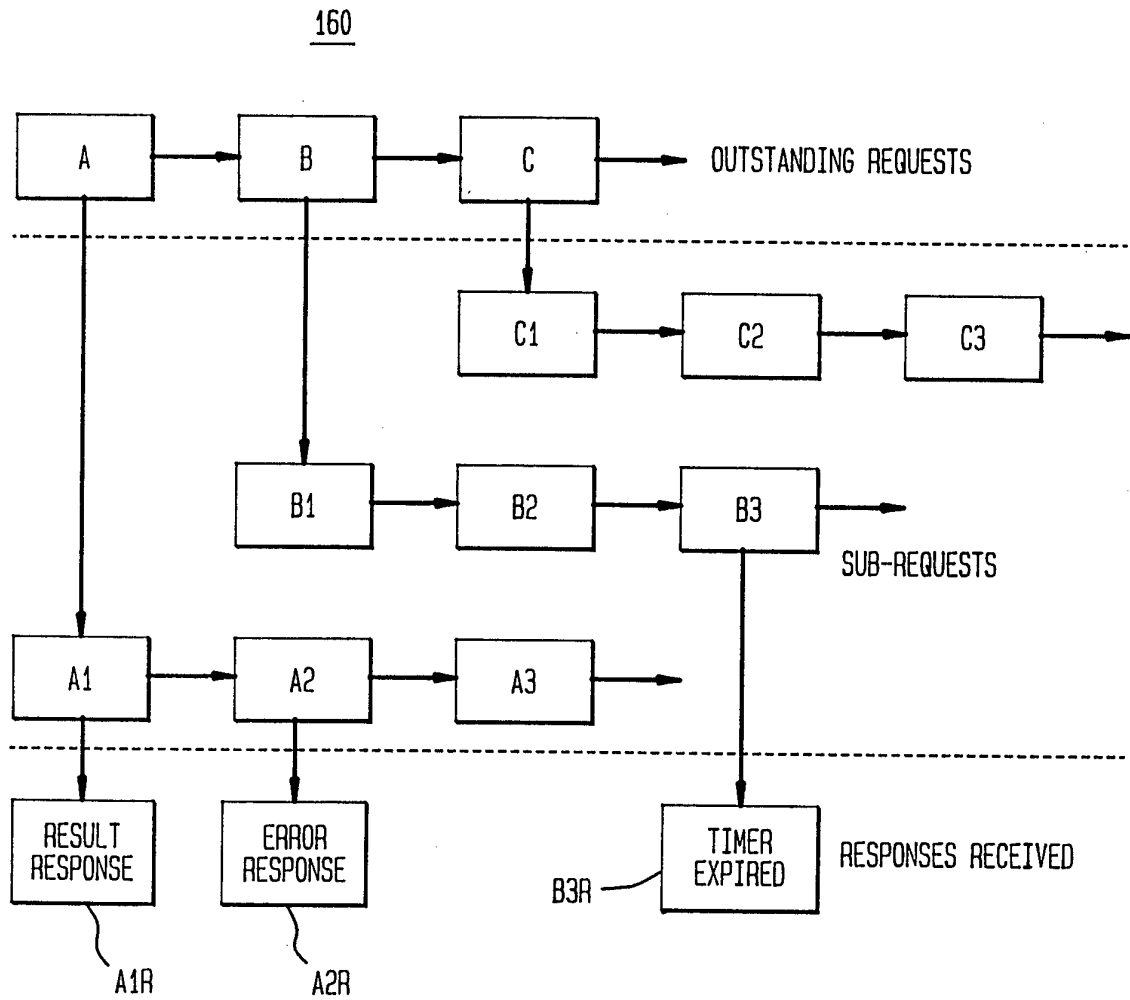 160
A
B
C
OUTSTANDING REQUESTS
C1
C2
C3
B1
B2
B3
SUB-REQUESTS
A1
A2
A3
RESULT
RESPONSE
ERROR
RESPONSE
TIMER
EXPIRED
RESPONSES RECEIVED
B3R
A1R
A2R